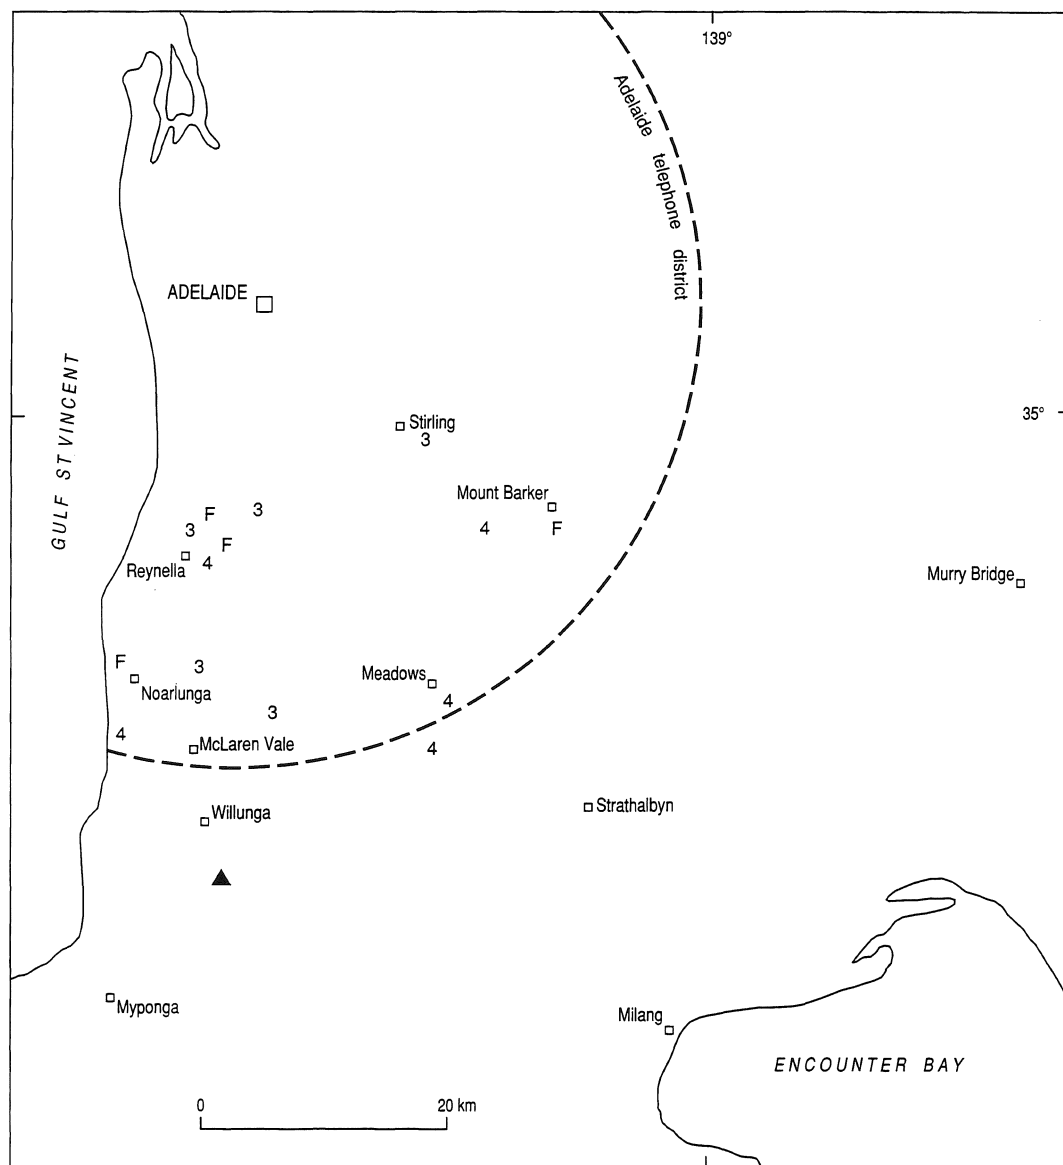 139°
Adelaide telephone district
ADELAIDE
GULF ST VINCENT
35°
Stirling
3
Mount Barker
4 F
F 3
3
F
4
Reynella
Murry Bridge
F 3
Noarlunga
Meadows
4
3
4
McLaren Vale
4
Strathalbyn
Willunga
Myponga
Milang
ENCOUNTER BAY
0 20 km